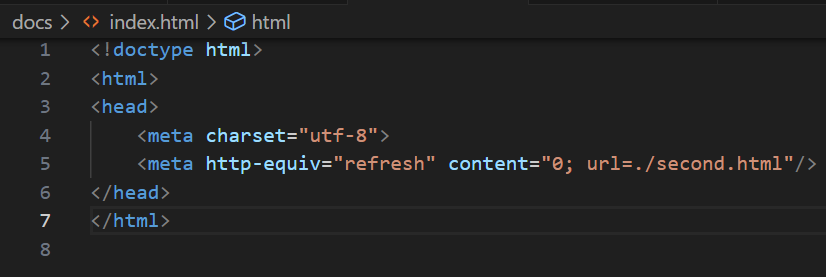 docs > index.html > html
1 <!doctype html>
2 <html>
3 <head>
4     <meta charset="utf-8">
5     <meta http-equiv="refresh" content="0; url=./second.html"/>
6 </head>
7 </html>
8